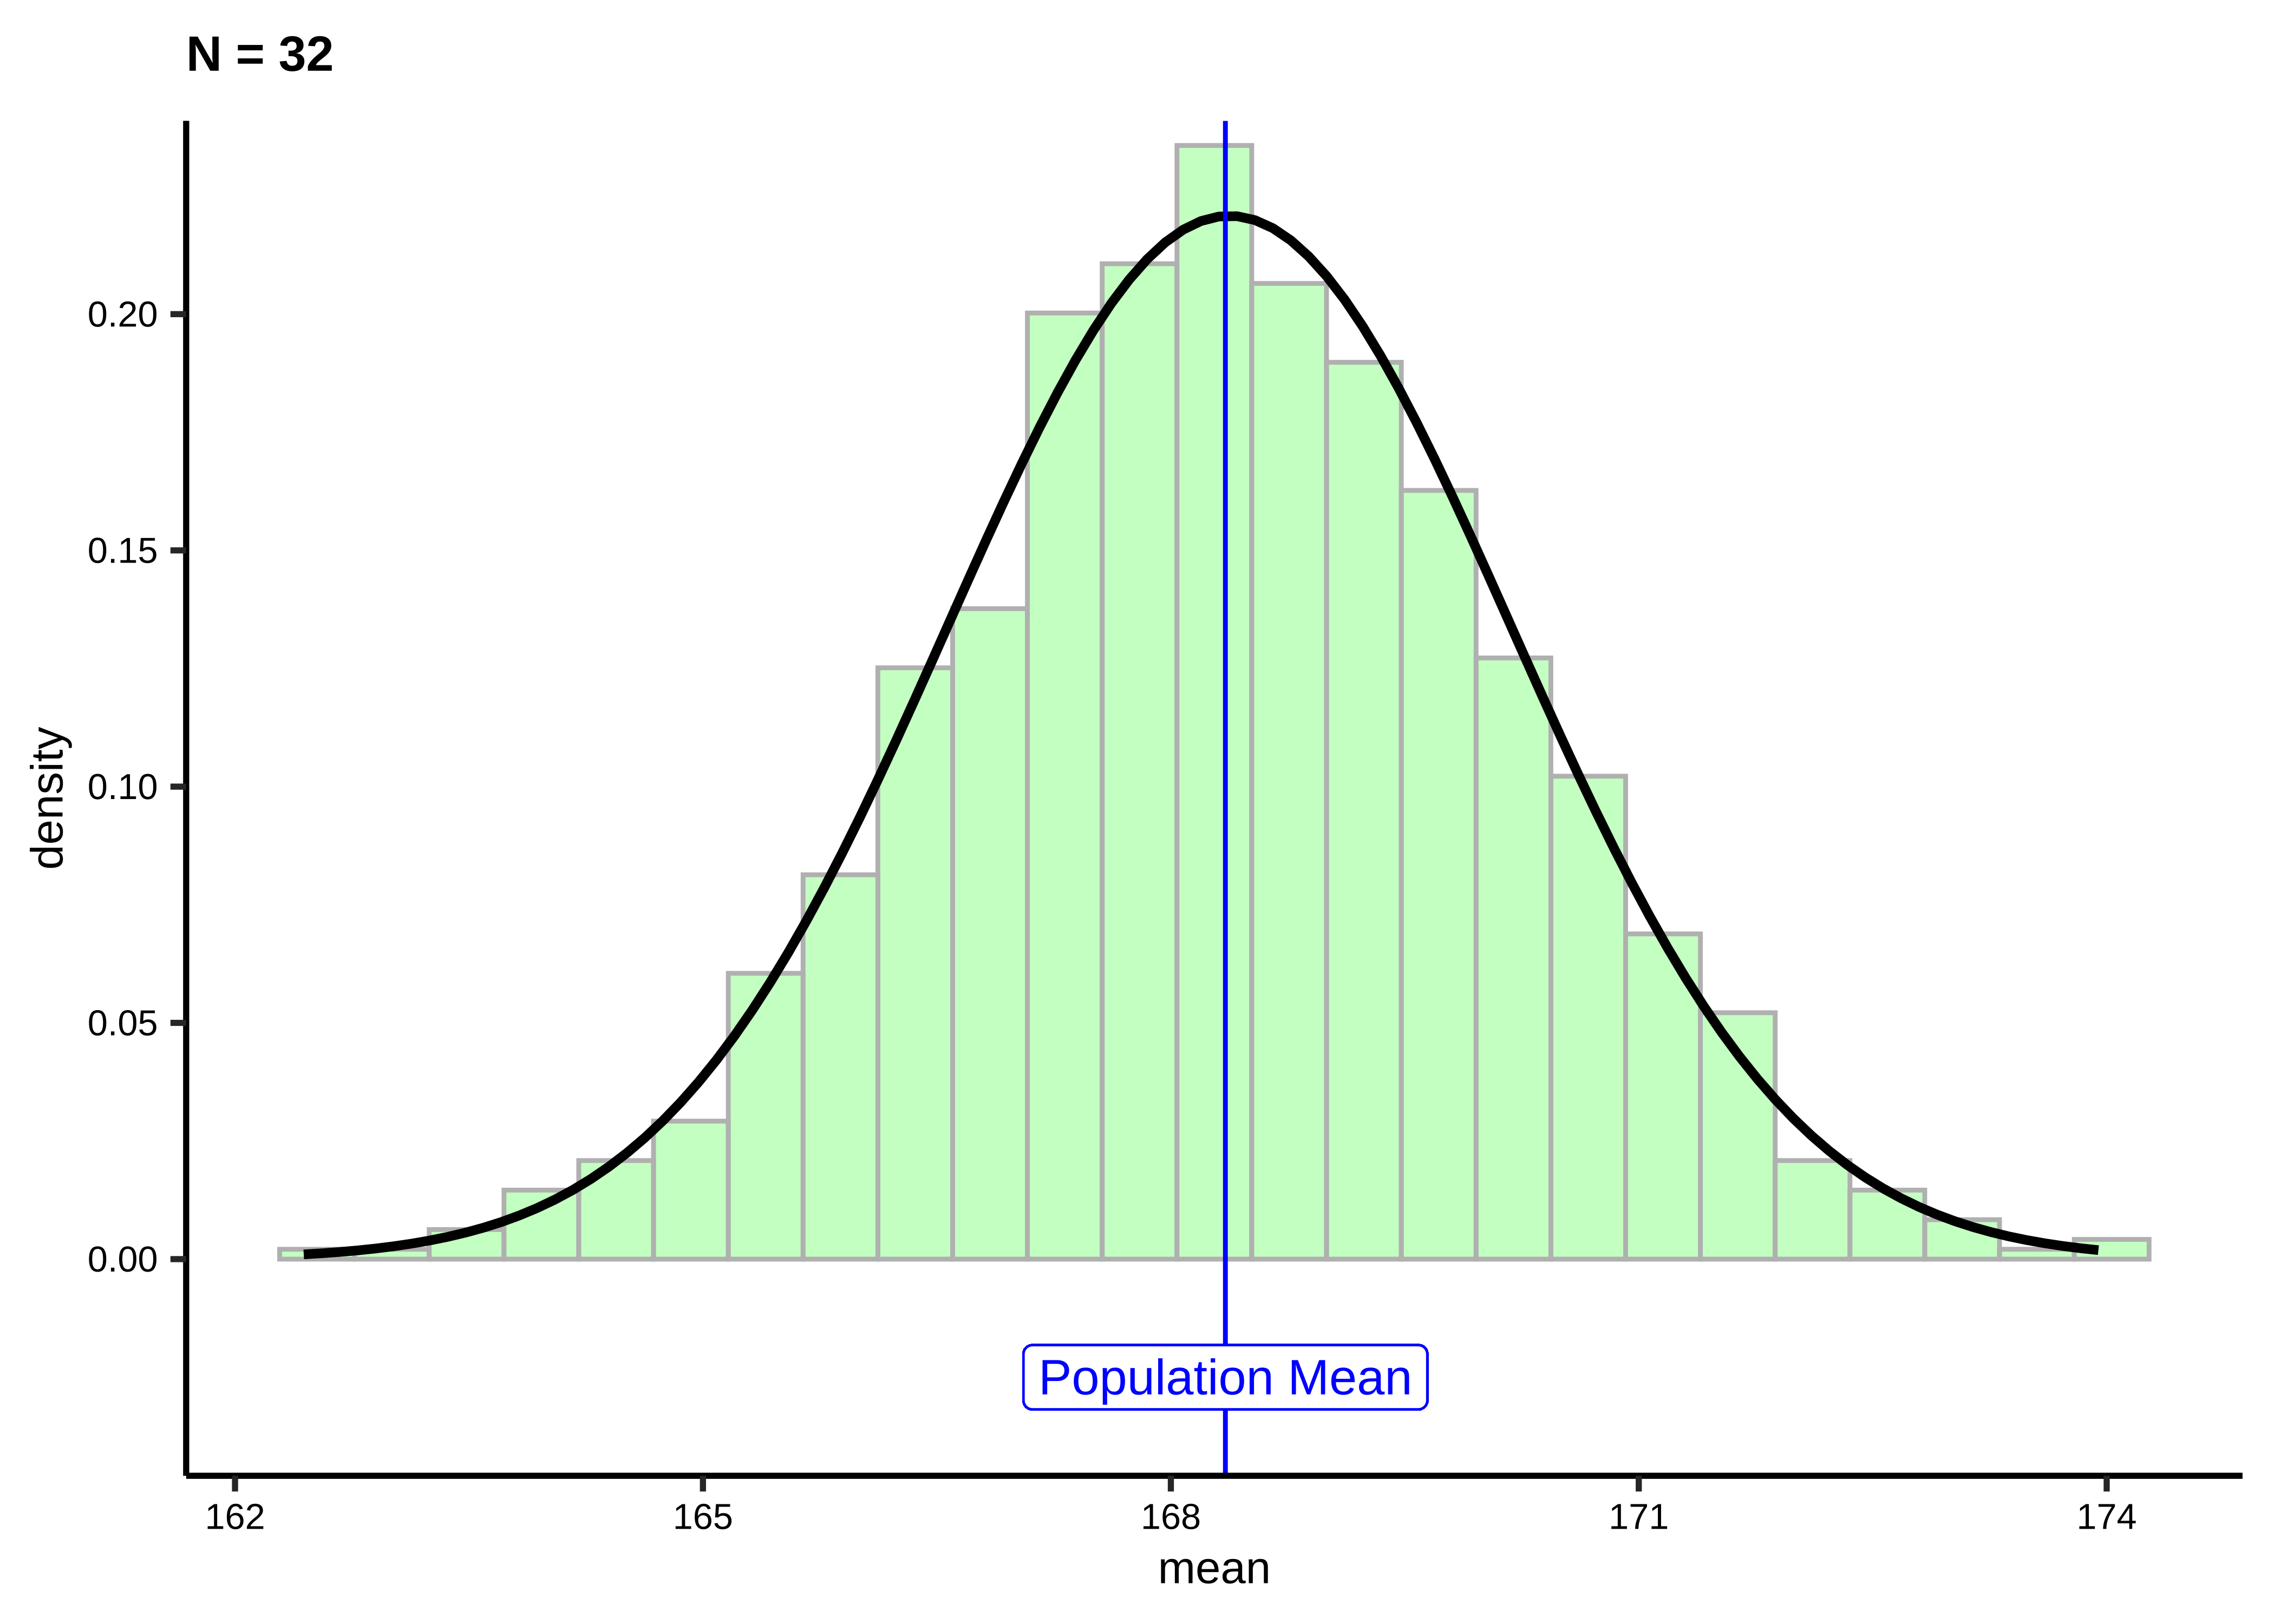 N = 32
density
0.20
0.15
0.10
0.05
0.00
Population Mean
162 165 168 171 174
mean